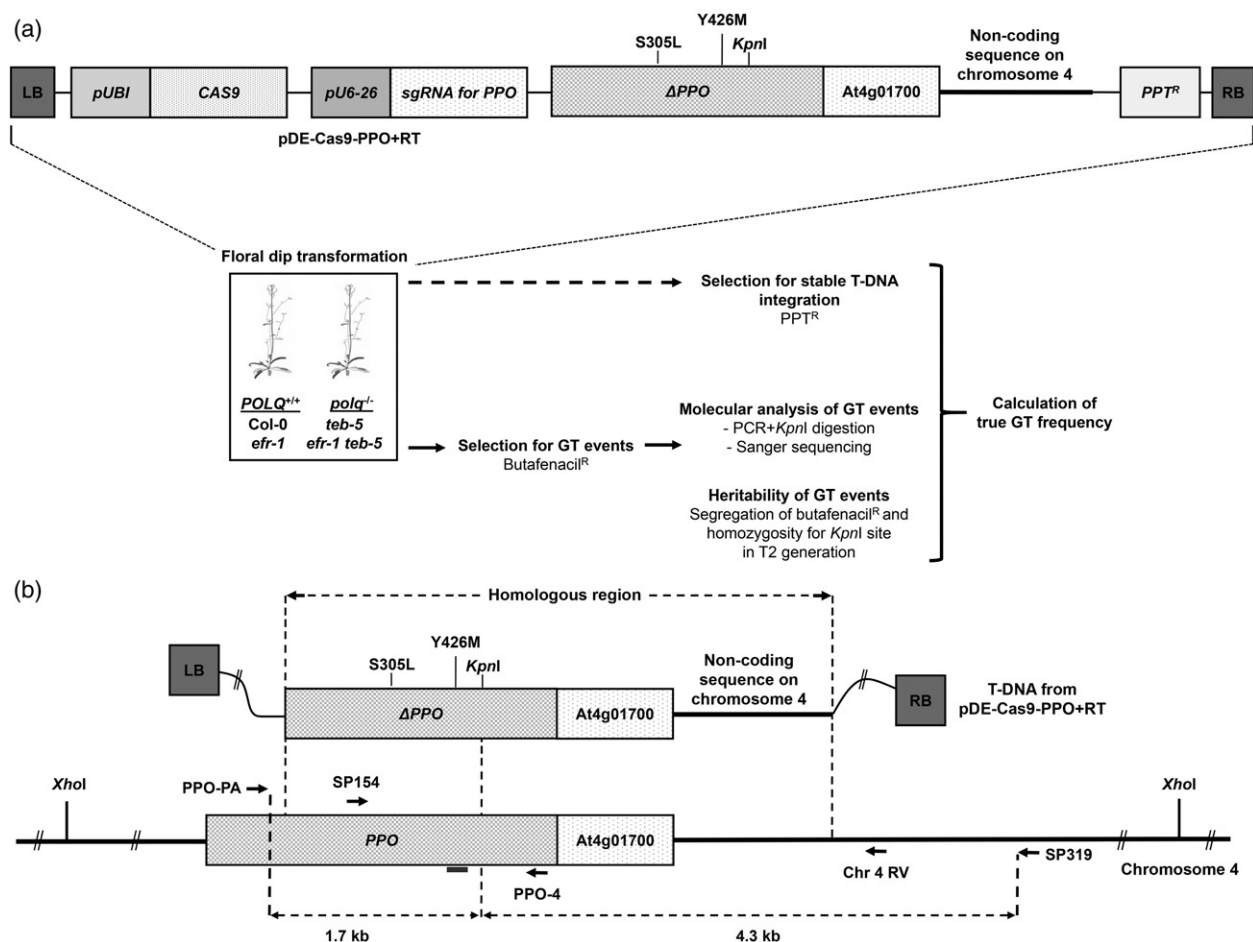 (a)
S305L
Y426M
KpnI
Non-coding
sequence on
chromosome 4
LB
pUBI
CAS9
pU6-26
sgRNA for PPO
ΔPPO
At4g01700
PPTᴿ
RB
pDE-Cas9-PPO+RT
Floral dip transformation
POLQ⁺/⁺
Col-0
efr-1
polq⁻/⁻
teb-5
efr-1 teb-5
Selection for stable T-DNA
integration
PPTᴿ
Selection for GT events
Butafenacilᴿ
Molecular analysis of GT events
- PCR+KpnI digestion
- Sanger sequencing
Heritability of GT events
Segregation of butafenacilᴿ and
homozygosity for KpnI site
in T2 generation
Calculation of
true GT frequency
(b)
Homologous region
LB
S305L
Y426M
KpnI
Non-coding
sequence on
chromosome 4
ΔPPO
At4g01700
RB
T-DNA from
pDE-Cas9-PPO+RT
XhoI
PPO-PA
SP154
XhoI
PPO
At4g01700
PPO-4
Chr 4 RV
SP319
Chromosome 4
1.7 kb
4.3 kb